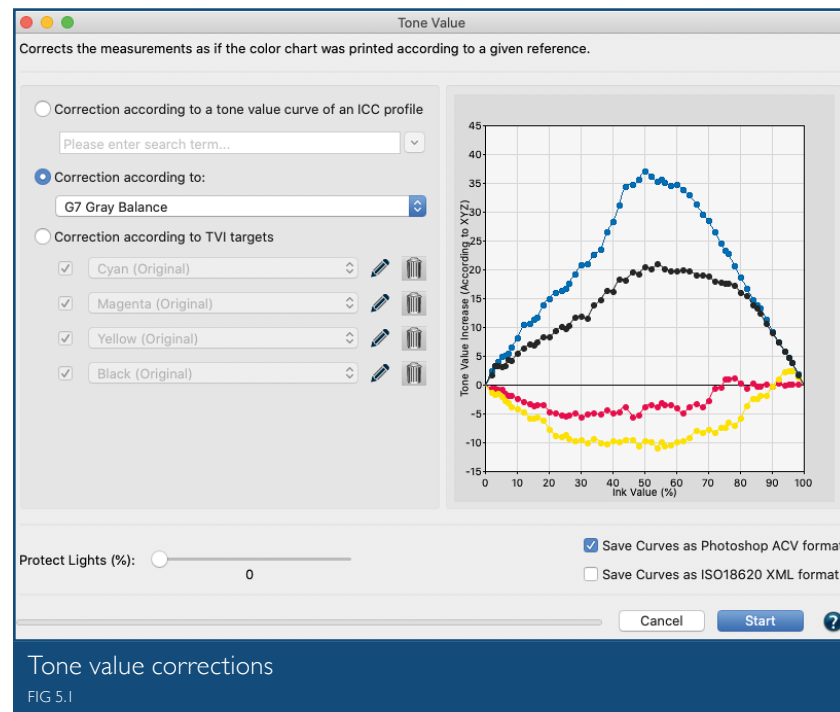 Tone Value
Corrects the measurements as if the color chart was printed according to a given reference.
Correction according to a tone value curve of an ICC profile
Please enter search term...
Correction according to:
G7 Gray Balance
Correction according to TVI targets
Cyan (Original)
Magenta (Original)
Yellow (Original)
Black (Original)
Tone Value Increase (According to XYZ)
45
40
35
30
25
20
15
10
5
0
-5
-10
-15
0 10 20 30 40 50 60 70 80 90 100
Ink Value (%)
Protect Lights (%):
0
Save Curves as Photoshop ACV format
Save Curves as ISO18620 XML format
Cancel
Start
?
Tone value corrections
FIG 5.1